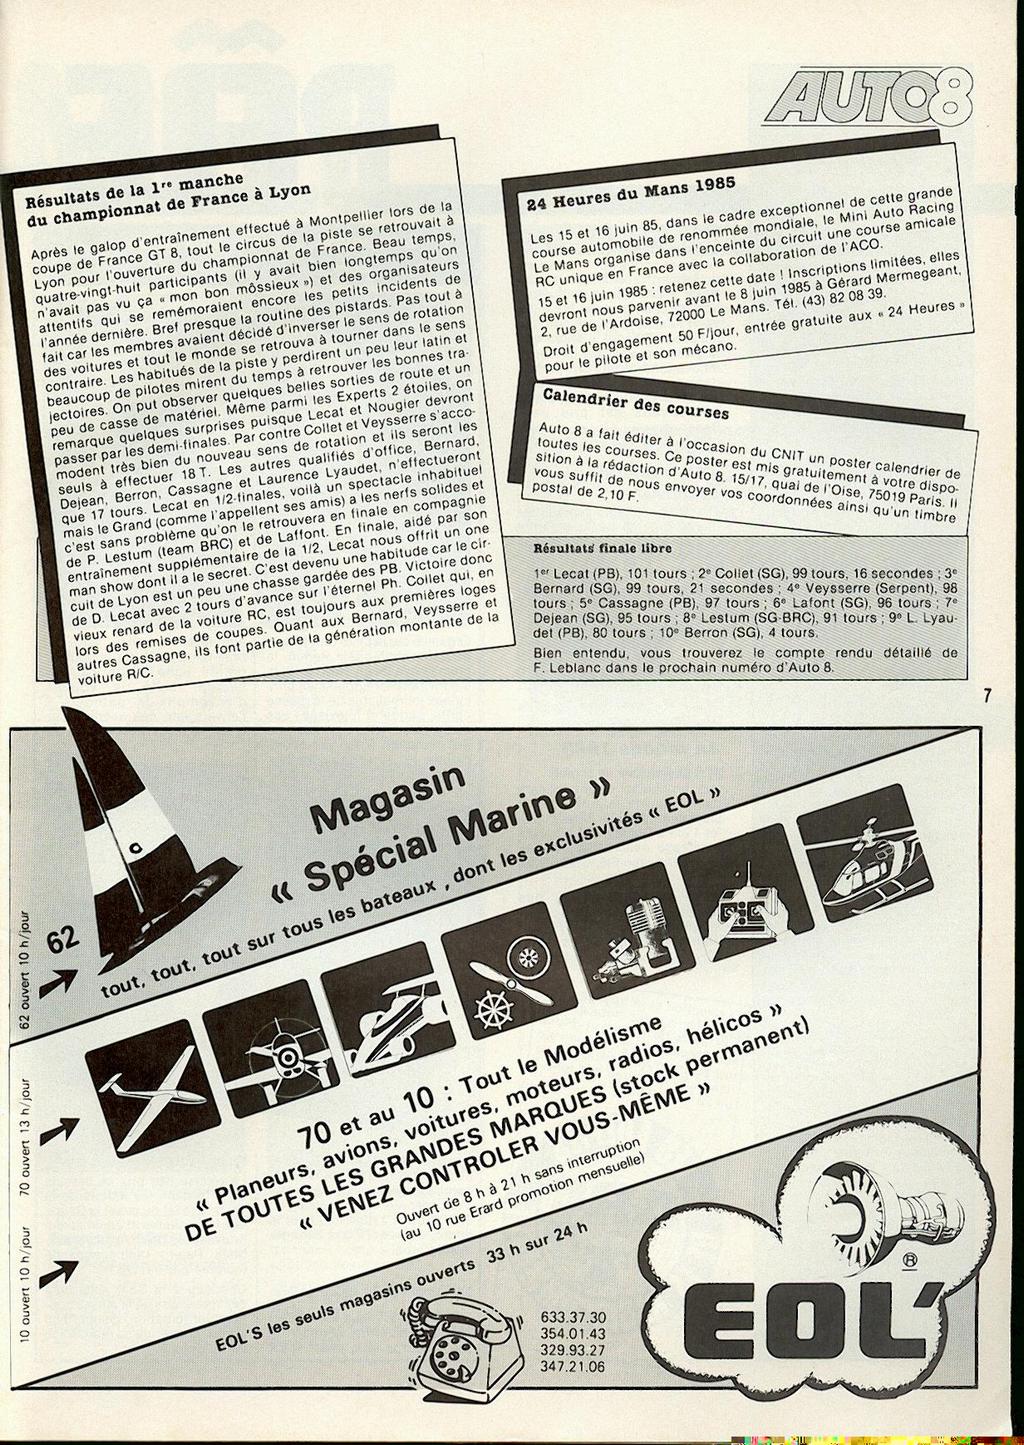 AUTO8
Résultats de la 1re manche
du championnat de France à Lyon
Après le galop d'entraînement effectué à Montpellier lors de la
coupe de France GT 8, tout le circus de la piste se retrouvait à
Lyon pour l'ouverture du championnat de France. Beau temps,
quatre-vingt-huit participants (il y avait bien longtemps qu'on
n'avait pas vu ça « mon bon môssieux ») et des organisateurs
attentifs qui se remémoraient encore les petits incidents de
l'année dernière. Bref presque la routine des pistards. Pas tout à
fait car les membres avaient décidé d'inverser le sens de rotation
des voitures et tout le monde se retrouva à tourner dans le sens
contraire. Les habitués de la piste y perdirent un peu leur latin et
beaucoup de pilotes mirent du temps à retrouver les bonnes tra-
jectoires. On put observer quelques belles sorties de route et un
peu de casse de matériel. Même parmi les Experts 2 étoiles, on
remarque quelques surprises puisque Lecat et Nougier devront
passer par les demi-finales. Par contre Collet et Veysserre s'acco-
modent très bien du nouveau sens de rotation et ils seront les
seuls à effectuer 18 T. Les autres qualifiés d'office, Bernard,
Dejean, Berron, Cassagne et Laurence Lyaudet, n'effectueront
que 17 tours. Lecat en 1/2-finales, voilà un spectacle inhabituel
mais le Grand (comme l'appellent ses amis) a les nerfs solides et
c'est sans problème qu'on le retrouvera en finale en compagnie
de P. Lestum (team BRC) et de Laffont. En finale, aidé par son
entraînement supplémentaire de la 1/2, Lecat nous offrit un one
man show dont il a le secret. C'est devenu une habitude car le cir-
cuit de Lyon est un peu une chasse gardée des PB. Victoire donc
de D. Lecat avec 2 tours d'avance sur l'éternel Ph. Collet qui, en
vieux renard de la voiture RC, est toujours aux premières loges
lors des remises de coupes. Quant aux Bernard, Veysserre et
autres Cassagne, ils font partie de la génération montante de la
voiture R/C.
24 Heures du Mans 1985
Les 15 et 16 juin 85, dans le cadre exceptionnel de cette grande
course automobile de renommée mondiale, le Mini Auto Racing
Le Mans organise dans l'enceinte du circuit une course amicale
RC unique en France avec la collaboration de l'ACO.
15 et 16 juin 1985 : retenez cette date ! Inscriptions limitées, elles
devront nous parvenir avant le 8 juin 1985 à Gérard Mermegeant,
2, rue de l'Ardoise, 72000 Le Mans. Tél. (43) 82 08 39.
Droit d'engagement 50 F/jour, entrée gratuite aux « 24 Heures »
pour le pilote et son mécano.
Calendrier des courses
Auto 8 a fait éditer à l'occasion du CNIT un poster calendrier de
toutes les courses. Ce poster est mis gratuitement à votre dispo-
sition à la rédaction d'Auto 8. 15/17, quai de l'Oise, 75019 Paris. Il
vous suffit de nous envoyer vos coordonnées ainsi qu'un timbre
postal de 2,10 F.
Résultats finale libre
1er Lecat (PB), 101 tours ; 2e Collet (SG), 99 tours, 16 secondes ; 3e
Bernard (SG), 99 tours, 21 secondes ; 4e Veysserre (Serpent), 98
tours ; 5e Cassagne (PB), 97 tours ; 6e Lafont (SG), 96 tours ; 7e
Dejean (SG), 95 tours ; 8e Lestum (SG-BRC), 91 tours ; 9e L. Lyau-
det (PB), 80 tours ; 10e Berron (SG), 4 tours.
Bien entendu, vous trouverez le compte rendu détaillé de
F. Leblanc dans le prochain numéro d'Auto 8.
7
Magasin
« Spécial Marine »
tout, tout, tout sur tous les bateaux , dont les exclusivités « EOL »
62
62 ouvert 10 h/jour
70 ouvert 13 h/jour
10 ouvert 10 h/jour
70 et au 10 : Tout le Modélisme
« Planeurs, avions, voitures, moteurs, radios, hélicos »
DE TOUTES LES GRANDES MARQUES (stock permanent)
« VENEZ CONTROLER VOUS-MÊME »
Ouvert de 8 h à 21 h sans interruption
(au 10 rue Erard promotion mensuelle)
EOL'S les seuls magasins ouverts 33 h sur 24 h
633.37.30
354.01.43
329.93.27
347.21.06
®
EOL'